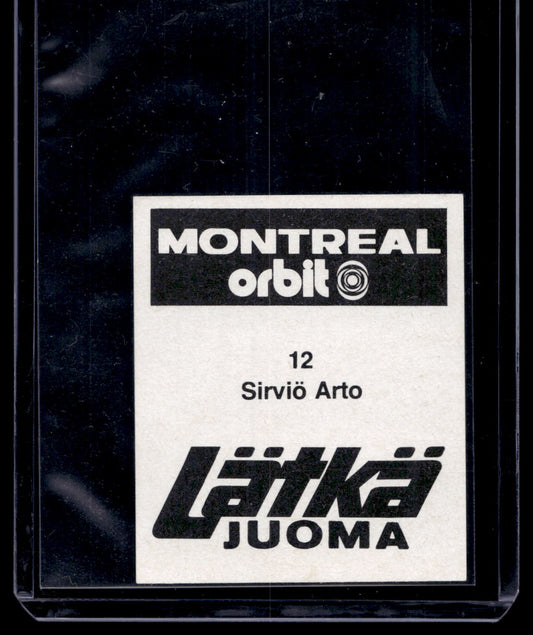 MONTREAL
orbit
12
Sirviö Arto
Lätkä
JUOMA